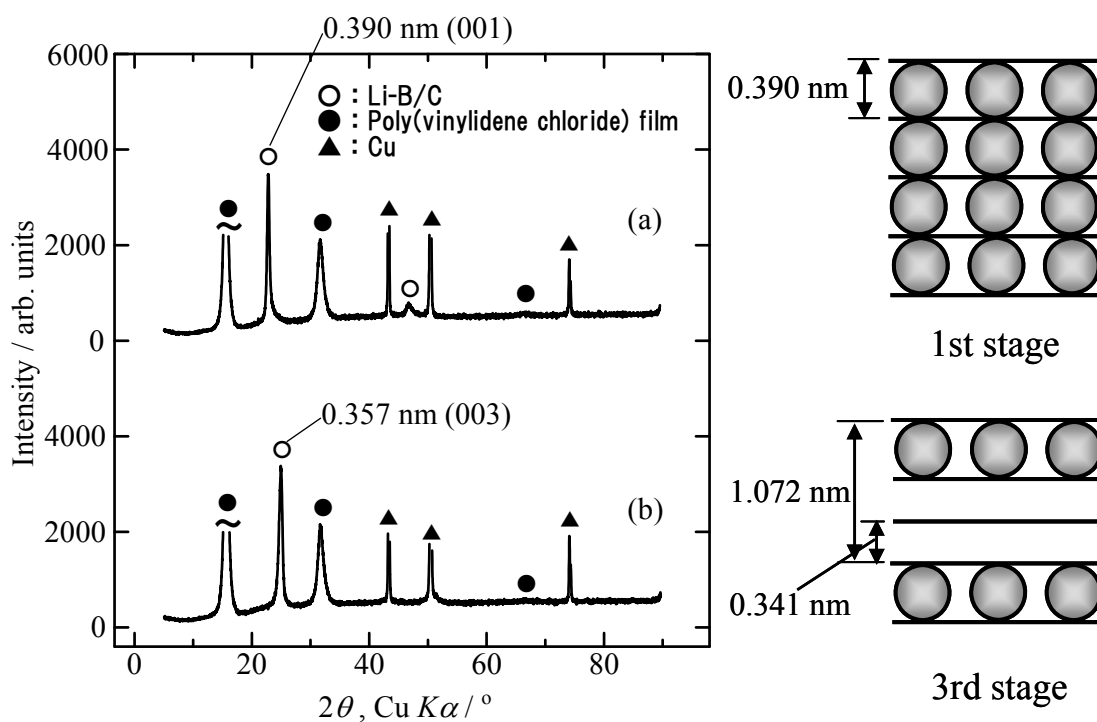 0.390 nm (001)
6000
○ : Li-B/C
● : Poly(vinylidene chloride) film
▲ : Cu
4000
(a)
2000
0
0.357 nm (003)
4000
(b)
2000
0
Intensity / arb. units
0 20 40 60 80
2θ , Cu Kα / °
0.390 nm
1st stage
1.072 nm
0.341 nm
3rd stage